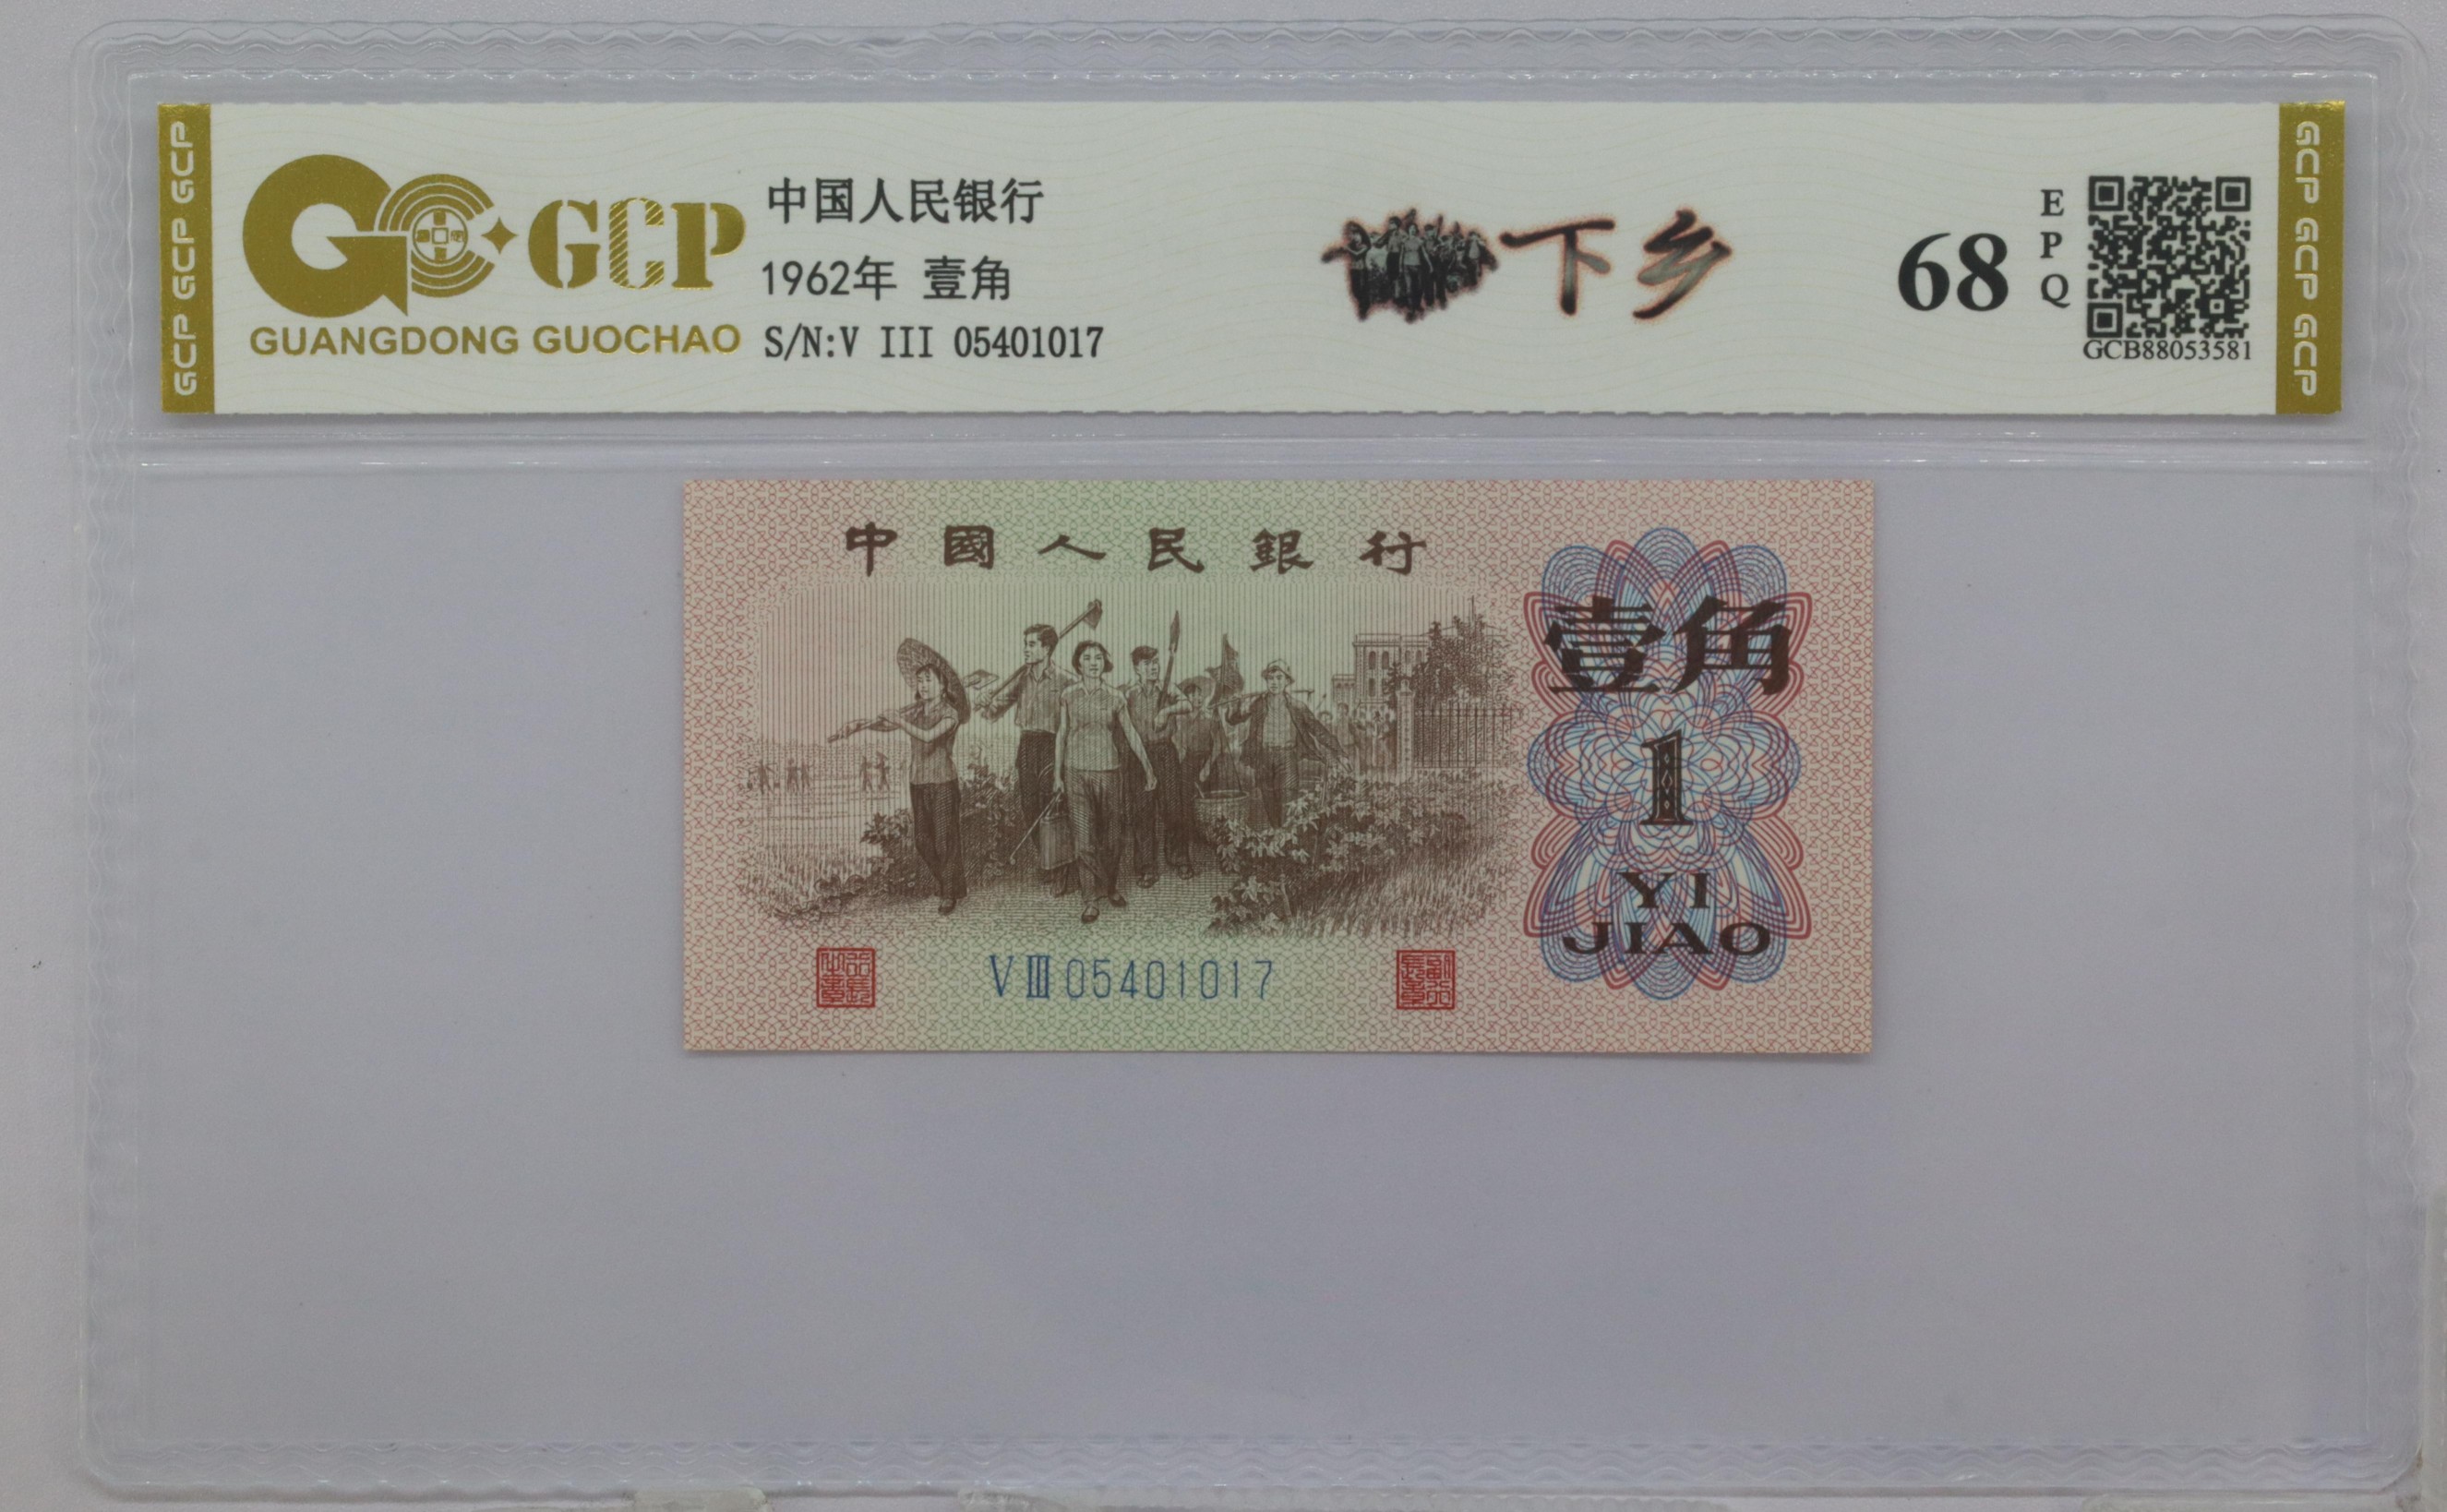 GCP GCP GCP
GCP
GUANGDONG GUOCHAO
中国人民银行
1962年 壹角
S/N:V III 05401017
下乡
68
EPQ
GCB88053581
GCP GCP GCP
中國人民銀行
壹角
1
YI
JIAO
V III 05401017